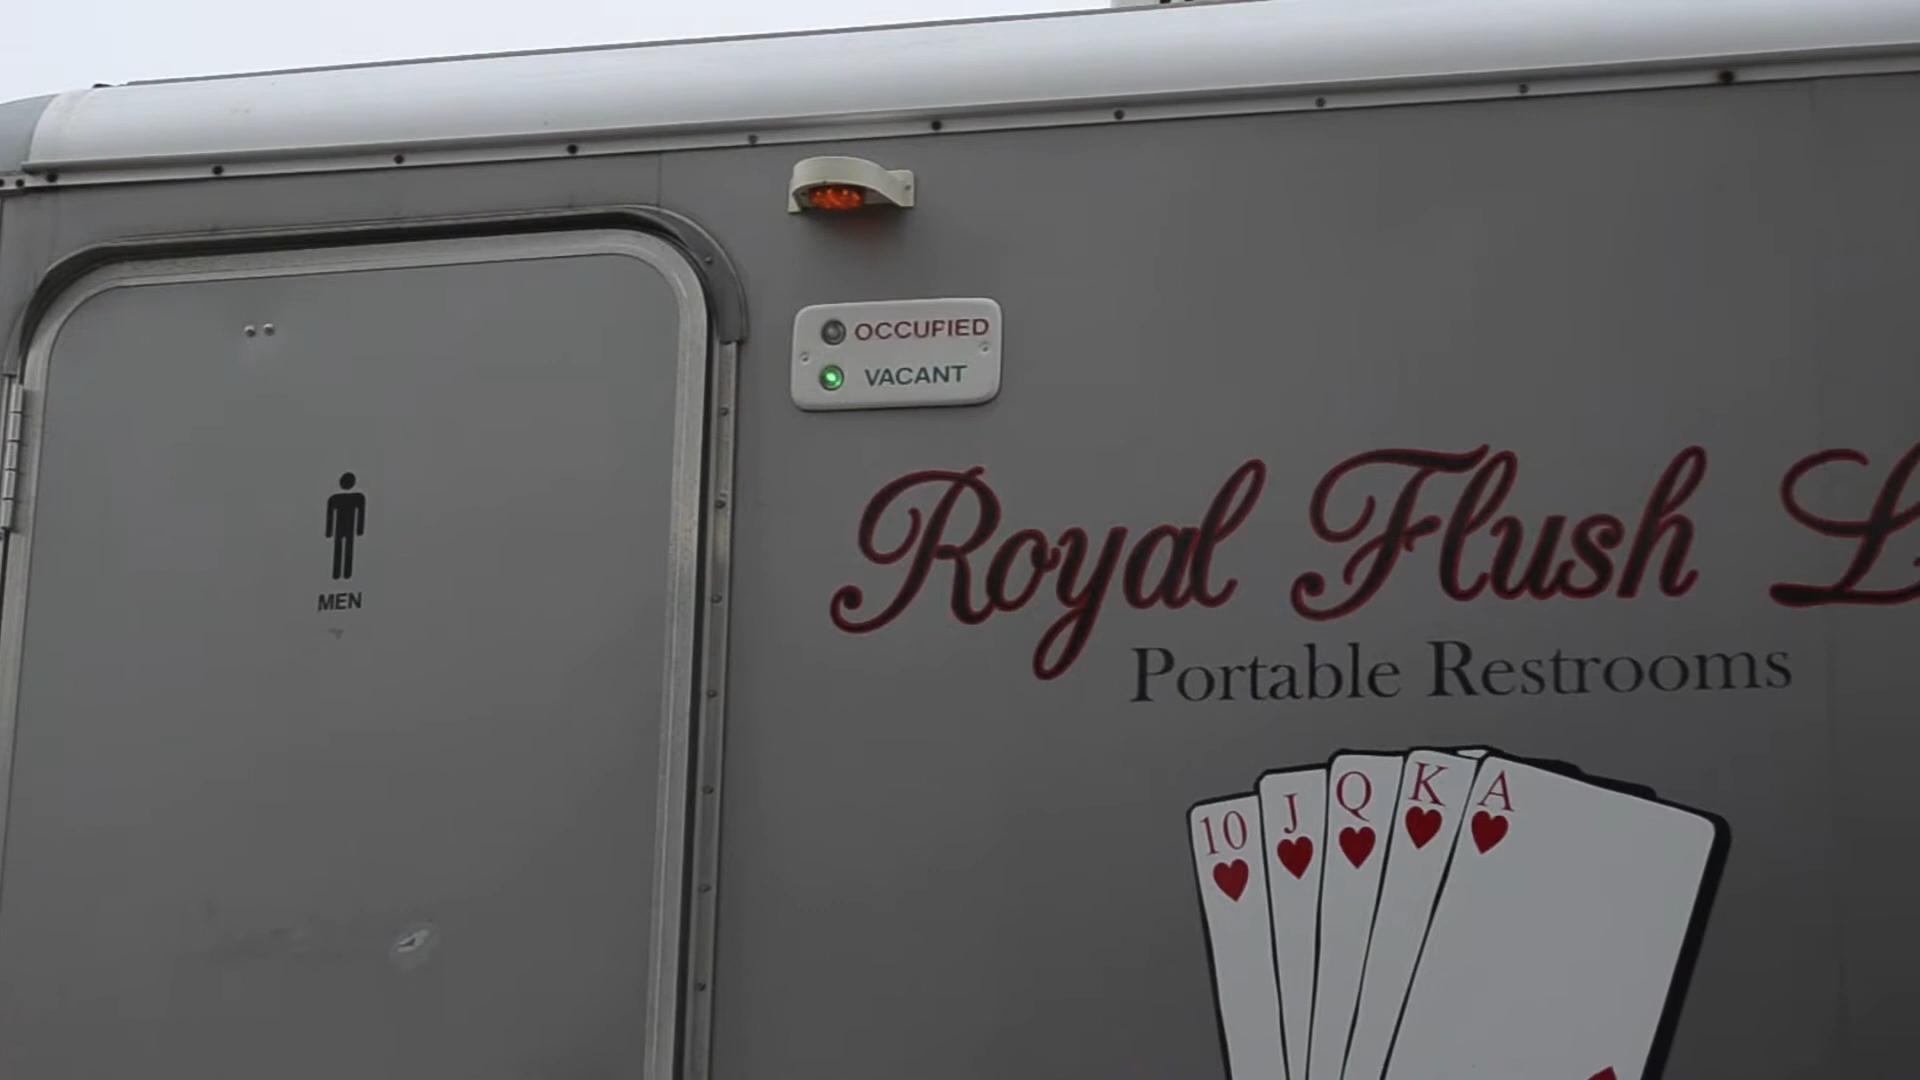 OCCUPIED
VACANT
MEN
Royal Flush
Portable Restrooms
10 J Q K A